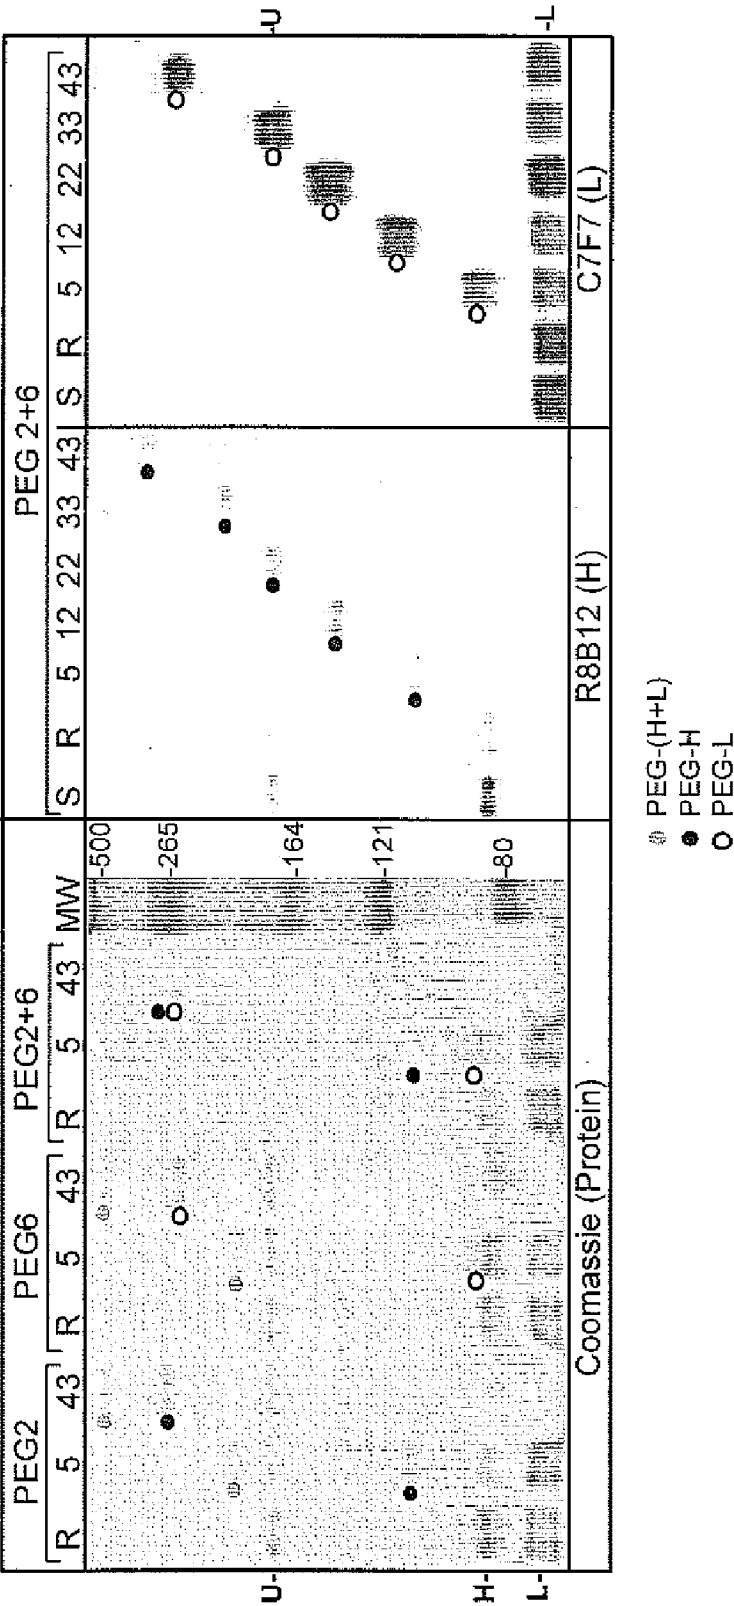 PEG2 PEG6 PEG2+6 PEG 2+6
R 5 43 R 5 43 R 5 43 MW S R 5 12 22 33 43 S R 5 12 22 33 43
-500
-265
U- -164 -U
-121
H- -80
L- -L
Coomassie (Protein) R8B12 (H) C7F7 (L)
PEG-(H+L)
PEG-H
PEG-L